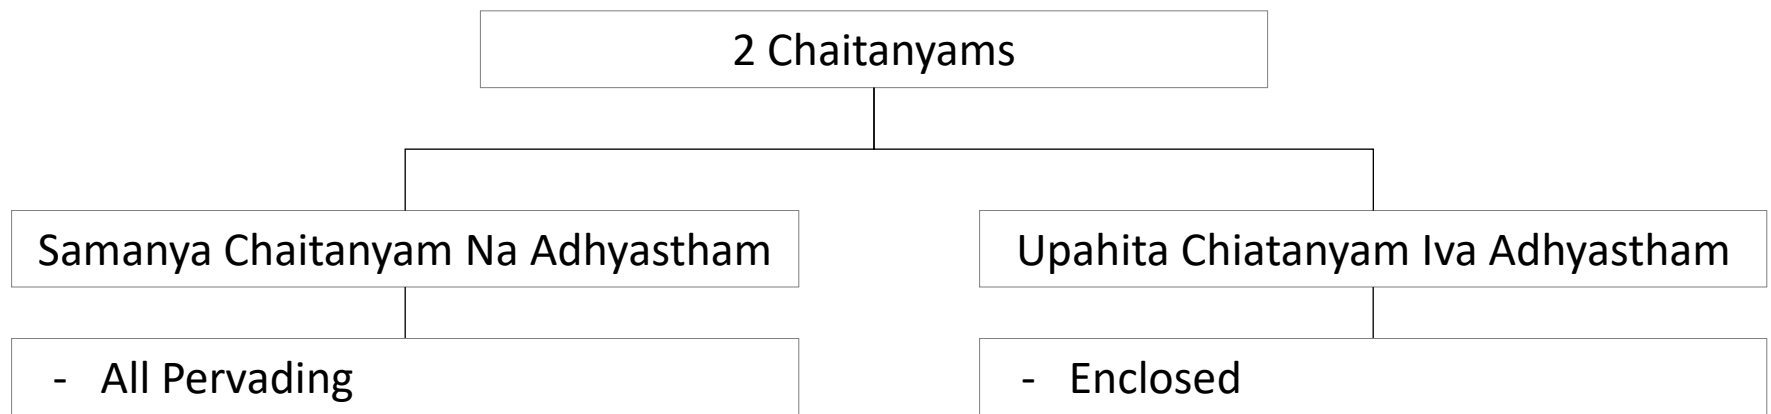 2 Chaitanyams
Samanya Chaitanyam Na Adhyastham
Upahita Chiatanyam Iva Adhyastham
- All Pervading
- Enclosed